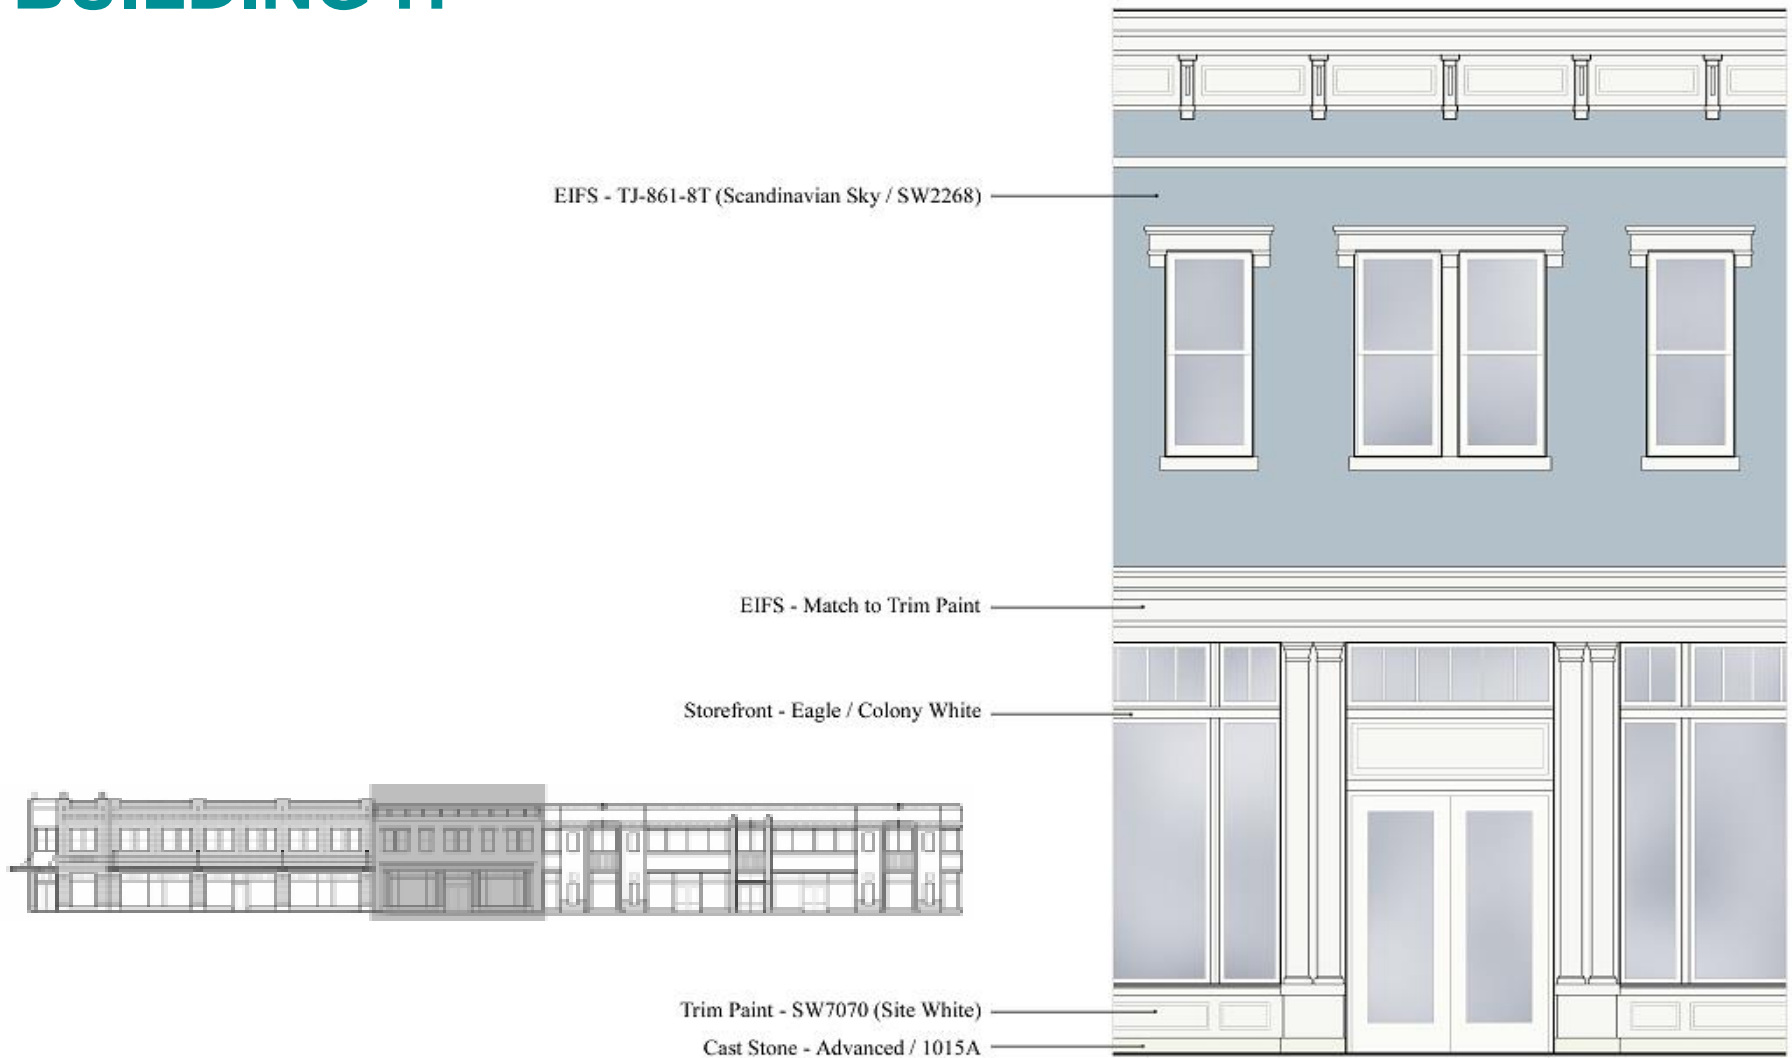 BUILDING
EIFS - TJ-861-8T (Scandinavian Sky / SW2268)
EIFS - Match to Trim Paint
Storefront - Eagle / Colony White
Trim Paint - SW7070 (Site White)
Cast Stone - Advanced / 1015A